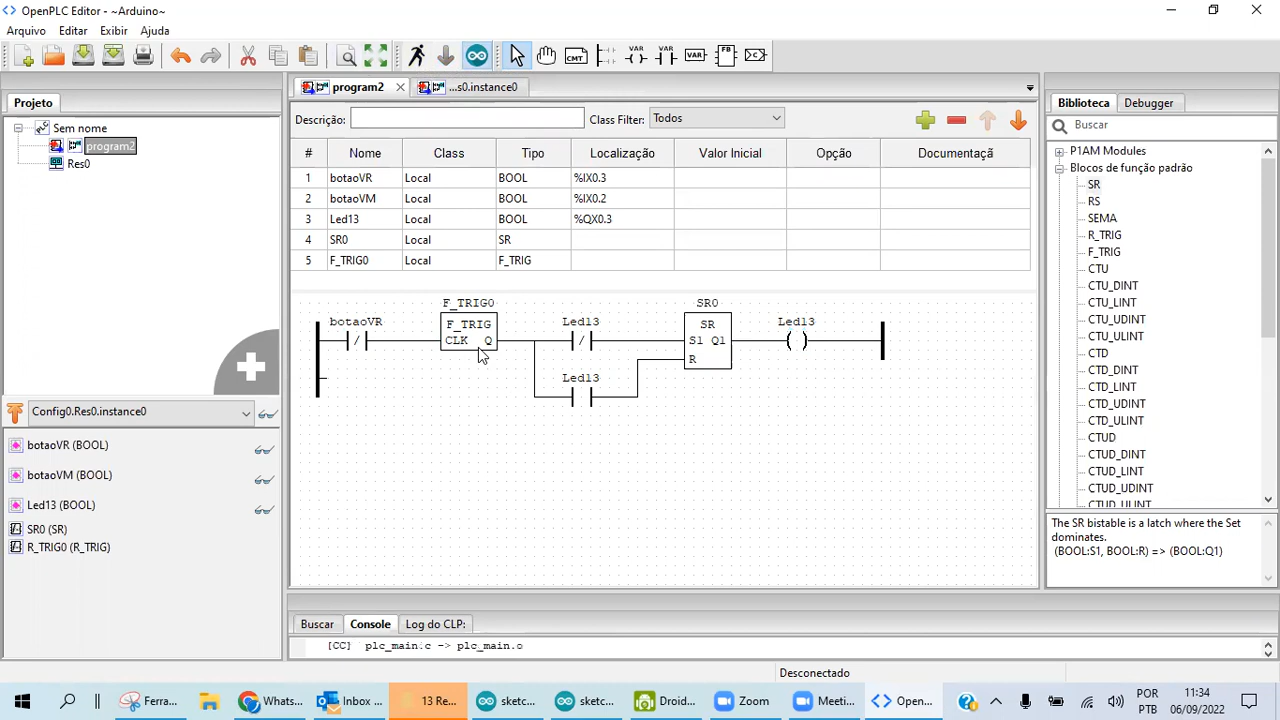 OpenPLC Editor - ~Arduino~
Arquivo Editar Exibir Ajuda
CMT VAR VAR VAR FB
Projeto
Sem nome
program2
Res0
Config0.Res0.instance0
botaoVR (BOOL)
botaoVM (BOOL)
Led13 (BOOL)
SR0 (SR)
R_TRIG0 (R_TRIG)
program2 ...s0.instance0
Descrição: Class Filter: Todos
# Nome Class Tipo Localização Valor Inicial Opção Documentaçã
1 botaoVR Local BOOL %IX0.3
2 botaoVM Local BOOL %IX0.2
3 Led13 Local BOOL %QX0.3
4 SR0 Local SR
5 F_TRIG0 Local F_TRIG
F_TRIG0 SR0
botaoVR F_TRIG Led13 SR Led13
CLK Q S1 Q1
Led13 R
Buscar Console Log do CLP:
[CC] plc_main.c -> plc_main.o
Biblioteca Debugger
Buscar
P1AM Modules
Blocos de função padrão
SR
RS
SEMA
R_TRIG
F_TRIG
CTU
CTU_DINT
CTU_LINT
CTU_UDINT
CTU_ULINT
CTD
CTD_DINT
CTD_LINT
CTD_UDINT
CTD_ULINT
CTUD
CTUD_DINT
CTUD_LINT
CTUD_UDINT
CTUD_ULINT
The SR bistable is a latch where the Set
dominates.
(BOOL:S1, BOOL:R) => (BOOL:Q1)
Desconectado
Ferra... Whats... Inbox ... 13 Re... sketc... sketc... Droid... Zoom Meeti... Open... POR PTB 11:34 06/09/2022